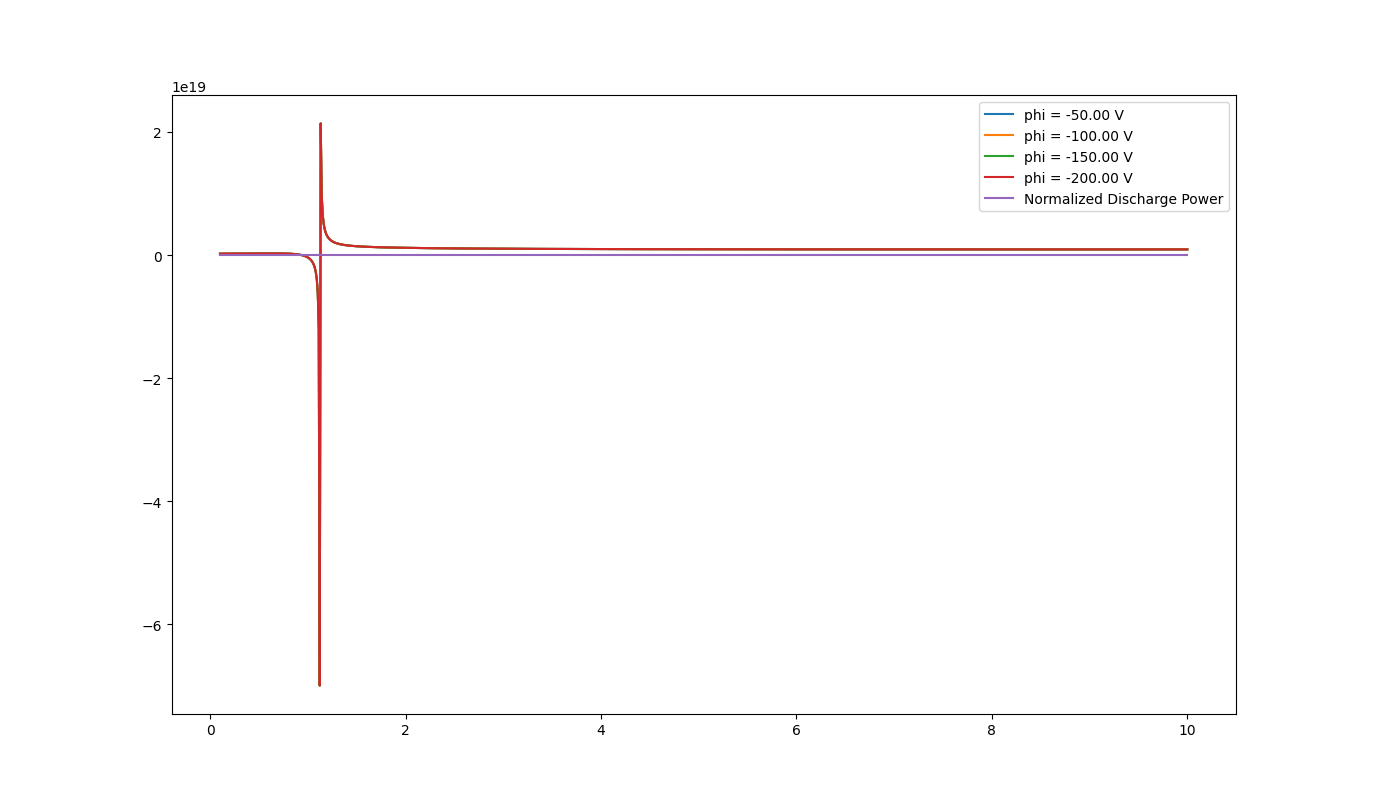 1e19
phi = -50.00 V
phi = -100.00 V
phi = -150.00 V
phi = -200.00 V
Normalized Discharge Power
2
0
−2
−4
−6
0 2 4 6 8 10